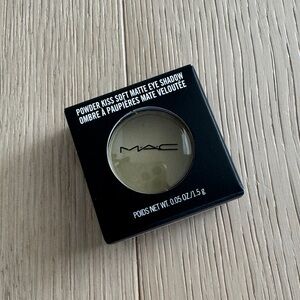 POWDER KISS SOFT MATTE EYE SHADOW
OMBRE À PAUPIÈRES MATE VELOUTÉE
MAC
POIDS NET WT. 0.05 OZ/1.5 g